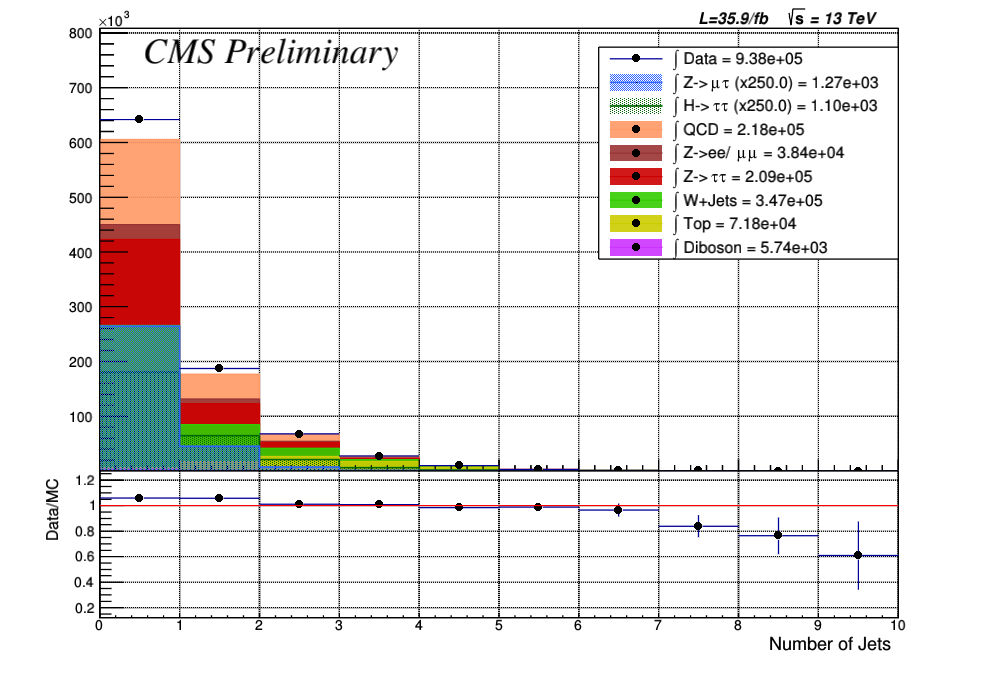 ×10³
L=35.9/fb √s = 13 TeV
CMS Preliminary
800
700
600
500
400
300
200
100
∫ Data = 9.38e+05
∫ Z->μτ (x250.0) = 1.27e+03
∫ H->ττ (x250.0) = 1.10e+03
∫ QCD = 2.18e+05
∫ Z->ee/ μμ = 3.84e+04
∫ Z->ττ = 2.09e+05
∫ W+Jets = 3.47e+05
∫ Top = 7.18e+04
∫ Diboson = 5.74e+03
Data/MC
1.2
1
0.8
0.6
0.4
0.2
0 1 2 3 4 5 6 7 8 9 10
Number of Jets